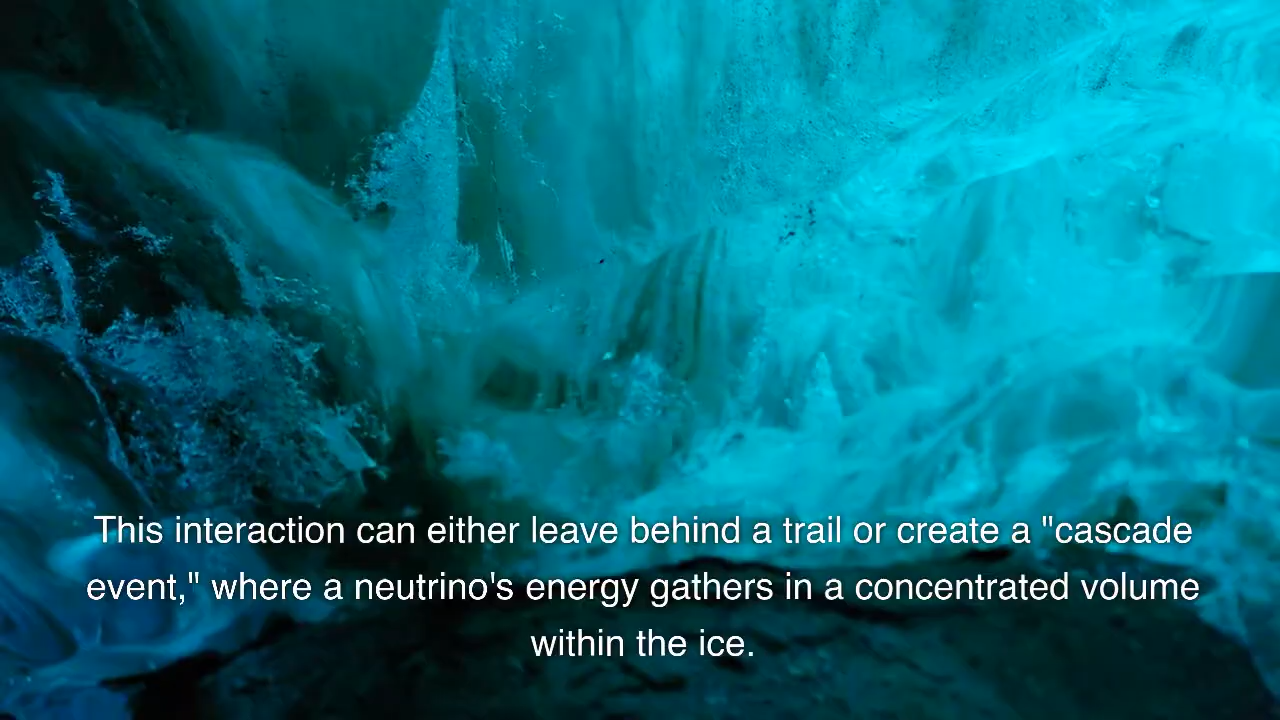 This interaction can either leave behind a trail or create a "cascade
event," where a neutrino's energy gathers in a concentrated volume
within the ice.